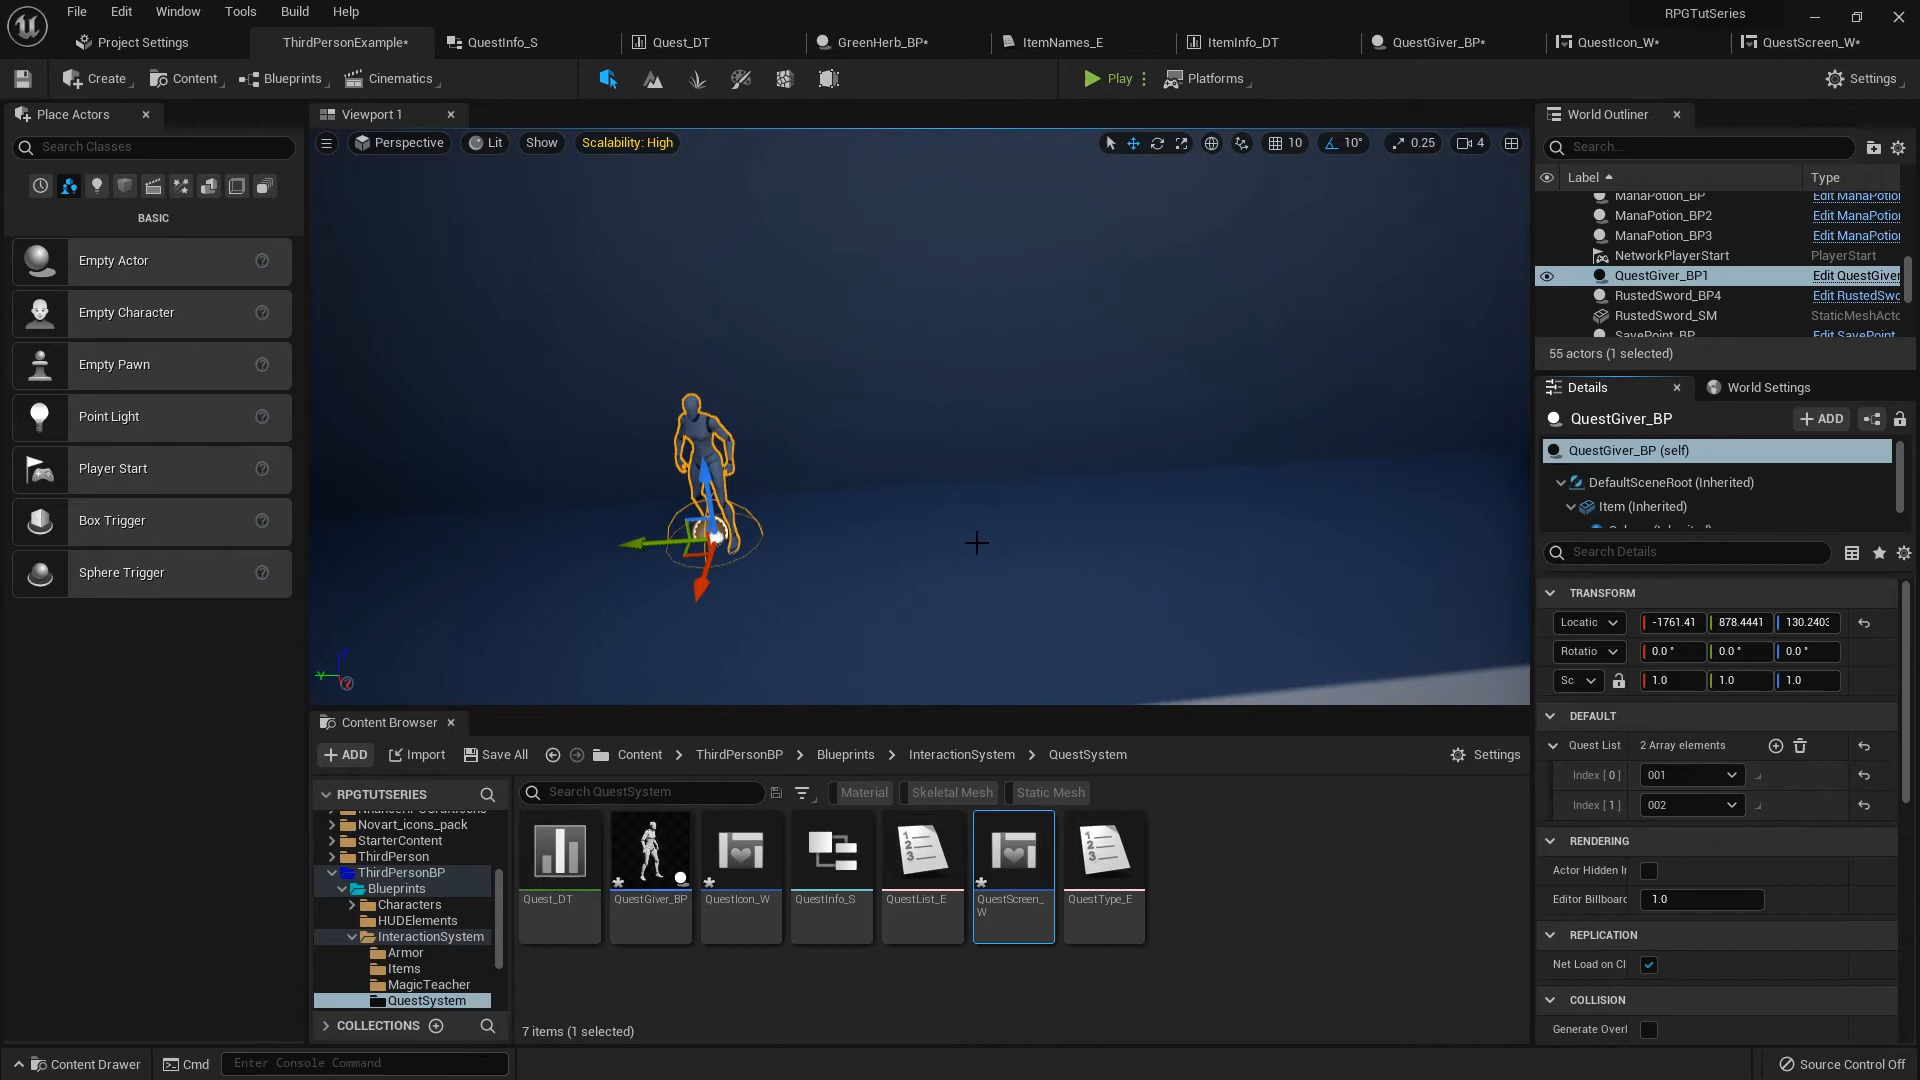 File Edit Window Tools Build Help
RPGTutSeries
Project Settings
ThirdPersonExample*
QuestInfo_S
Quest_DT
GreenHerb_BP*
ItemNames_E
ItemInfo_DT
QuestGiver_BP*
QuestIcon_W*
QuestScreen_W*
Create
Content
Blueprints
Cinematics
Play
Platforms
Settings
Place Actors
Search Classes
BASIC
Empty Actor
Empty Character
Empty Pawn
Point Light
Player Start
Box Trigger
Sphere Trigger
Viewport 1
Perspective
Lit
Show
Scalability: High
10
10°
0.25
4
World Outliner
Search...
Label
Type
ManaPotion_BP Edit ManaPotion
ManaPotion_BP2 Edit ManaPotion
ManaPotion_BP3 Edit ManaPotion
NetworkPlayerStart PlayerStart
QuestGiver_BP1 Edit QuestGiver
RustedSword_BP4 Edit RustedSwo
RustedSword_SM StaticMeshActo
SavePoint_BP Edit SavePoint
55 actors (1 selected)
Details
World Settings
QuestGiver_BP
ADD
QuestGiver_BP (self)
DefaultSceneRoot (Inherited)
Item (Inherited)
Search Details
TRANSFORM
Locatic -1761.41 878.4441 130.2403
Rotatio 0.0 ° 0.0 ° 0.0 °
Sc 1.0 1.0 1.0
DEFAULT
Quest List 2 Array elements
Index [ 0 ] 001
Index [ 1 ] 002
RENDERING
Actor Hidden In
Editor Billboarc 1.0
REPLICATION
Net Load on Cl
COLLISION
Generate Overl
Content Browser
ADD
Import
Save All
Content > ThirdPersonBP > Blueprints > InteractionSystem > QuestSystem
Settings
RPGTUTSERIES
Search QuestSystem
Material
Skeletal Mesh
Static Mesh
Novart_icons_pack
StarterContent
ThirdPerson
ThirdPersonBP
Blueprints
Characters
HUDElements
InteractionSystem
Armor
Items
MagicTeacher
QuestSystem
COLLECTIONS
Quest_DT
QuestGiver_BP
QuestIcon_W
QuestInfo_S
QuestList_E
QuestScreen_
W
QuestType_E
7 items (1 selected)
Content Drawer
Cmd
Enter Console Command
Source Control Off